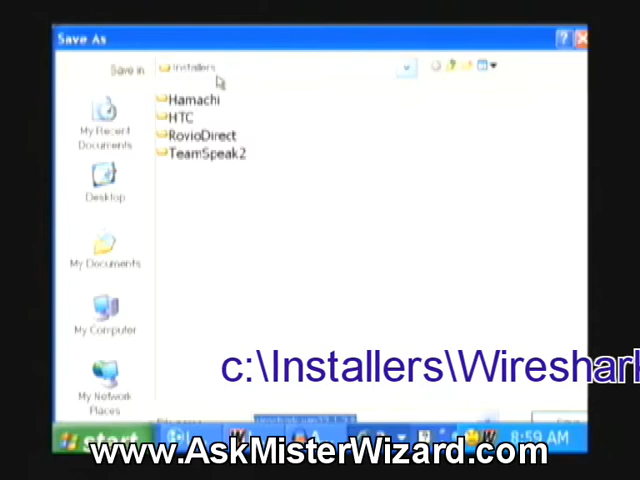 Save As
Save in
Installers
Hamachi
HTC
RovioDirect
TeamSpeak2
My Recent
Documents
Desktop
My Documents
My Computer
My Network
Places
c:\Installers\Wireshark
start
8:59 AM
www.AskMisterWizard.com